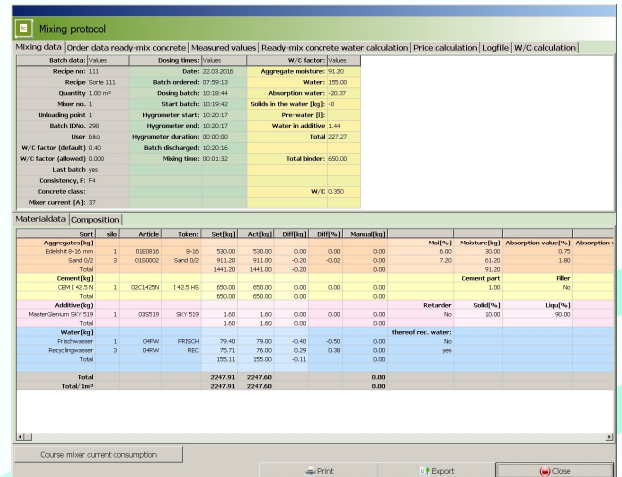 Mixing protocol
Mixing data Order data ready-mix concrete Measured values Ready-mix concrete water calculation Price calculation Logfile W/C calculation
Batch data: Values Dosing times: Values W/C factor: Values
Recipe no: 111 Date: 22.03.2016 Aggregate moisture: 91.20
Recipe Sorte 111 Batch ordered: 07:59:13 Water: 155.00
Quantity 1.00 m³ Dosing batch: 10:18:44 Absorption water: -20.37
Mixer no. 1 Start batch: 10:19:42 Solids in the water [kg]: -0
Unloading point 1 Hygrometer start: 10:20:17 Pre-water [l]:
Batch IDNo. 298 Hygrometer end: 10:20:17 Water in additive 1.44
User biko Hygrometer duration: 00:00:00 Total 227.27
W/C factor (default) 0.40 Batch discharged: 10:20:16
W/C factor (allowed) 0.000 Mixing time: 00:01:32 Total binder: 650.00
Last batch yes
Consistency, F: F4
Concrete class: W/C 0.350
Mixer current [A]: 37
Materialdata Composition
Sort silo Article Token: Set[kg] Act[kg] Diff[kg] Diff[%] Manual[kg]
Aggregates[kg] Mol[%] Moisture[kg] Absorption value[%] Absorption
Edelshit 8-16 mm 1 01E0816 8-16 530.00 530.00 0.00 0.00 0.00 6.00 30.00 0.75
Sand 0/2 3 01S0002 Sand 0/2 911.20 911.00 -0.20 -0.02 0.00 7.20 61.20 1.80
Total 1441.20 1441.00 -0.20 0.00 91.20
Cement[kg] Cement part Filler
CEM I 42.5 N 1 02C1425N I 42.5 HS 650.00 650.00 0.00 0.00 0.00 1.00 No
Total 650.00 650.00 0.00 0.00
Additive[kg] Retarder Solid[%] Liqu[%]
MasterGlenium SKY 519 1 03S519 SKY 519 1.60 1.60 0.00 0.00 0.00 No 10.00 90.00
Total 1.60 1.60 0.00 0.00
Water[kg] thereof rec. water:
Frischwasser 1 04FW FRISCH 79.40 79.00 -0.40 -0.50 0.00 No
Recyclingwasser 3 04RW REC 75.71 76.00 0.29 0.38 0.00 yes
Total 155.11 155.00 -0.11 0.00
Total 2247.91 2247.60 0.00
Total/1m³ 2247.91 2247.60 0.00
Course mixer current consumption
Print Export Close